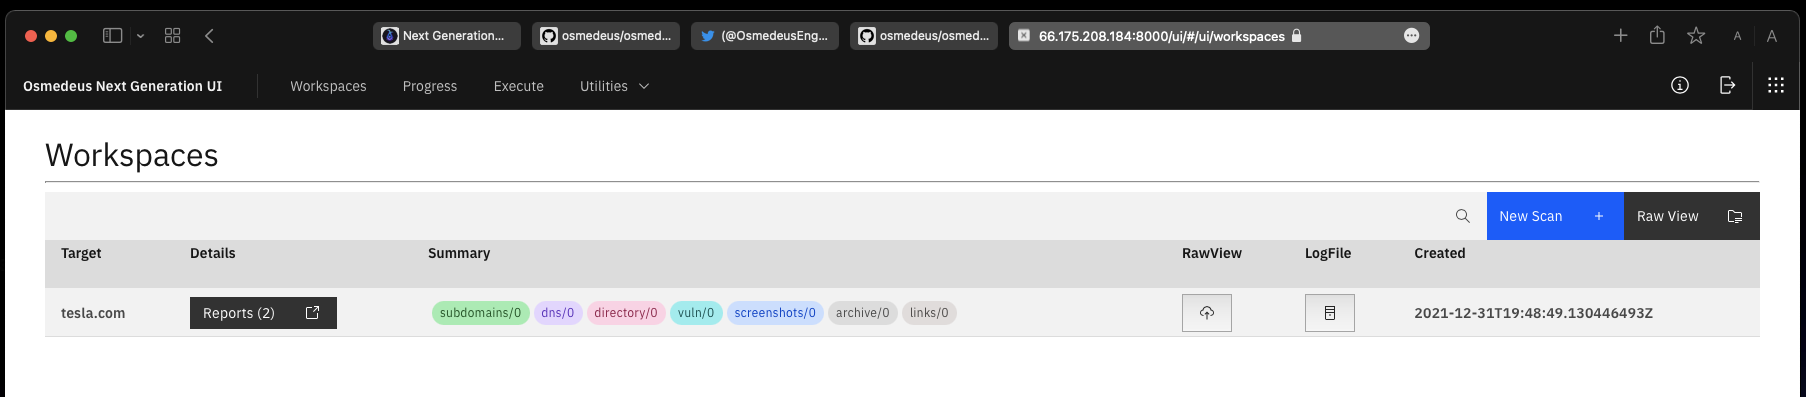 Next Generation...
osmedeus/osmed...
(@OsmedeusEng...
osmedeus/osmed...
66.175.208.184:8000/ui/#/ui/workspaces
A
A
Osmedeus Next Generation UI
Workspaces
Progress
Execute
Utilities
Workspaces
New Scan +
Raw View
Target
Details
Summary
RawView
LogFile
Created
tesla.com
Reports (2)
subdomains/0
dns/0
directory/0
vuln/0
screenshots/0
archive/0
links/0
2021-12-31T19:48:49.130446493Z